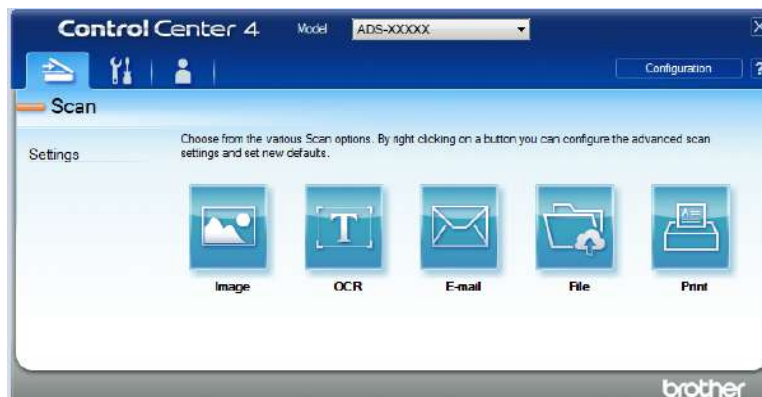 Control Center 4 Model ADS-XXXXX
Configuration ?
Scan
Choose from the various Scan options. By right clicking on a button you can configure the advanced scan
settings and set new defaults.
Settings
T
Image OCR E-mail File Print
brother